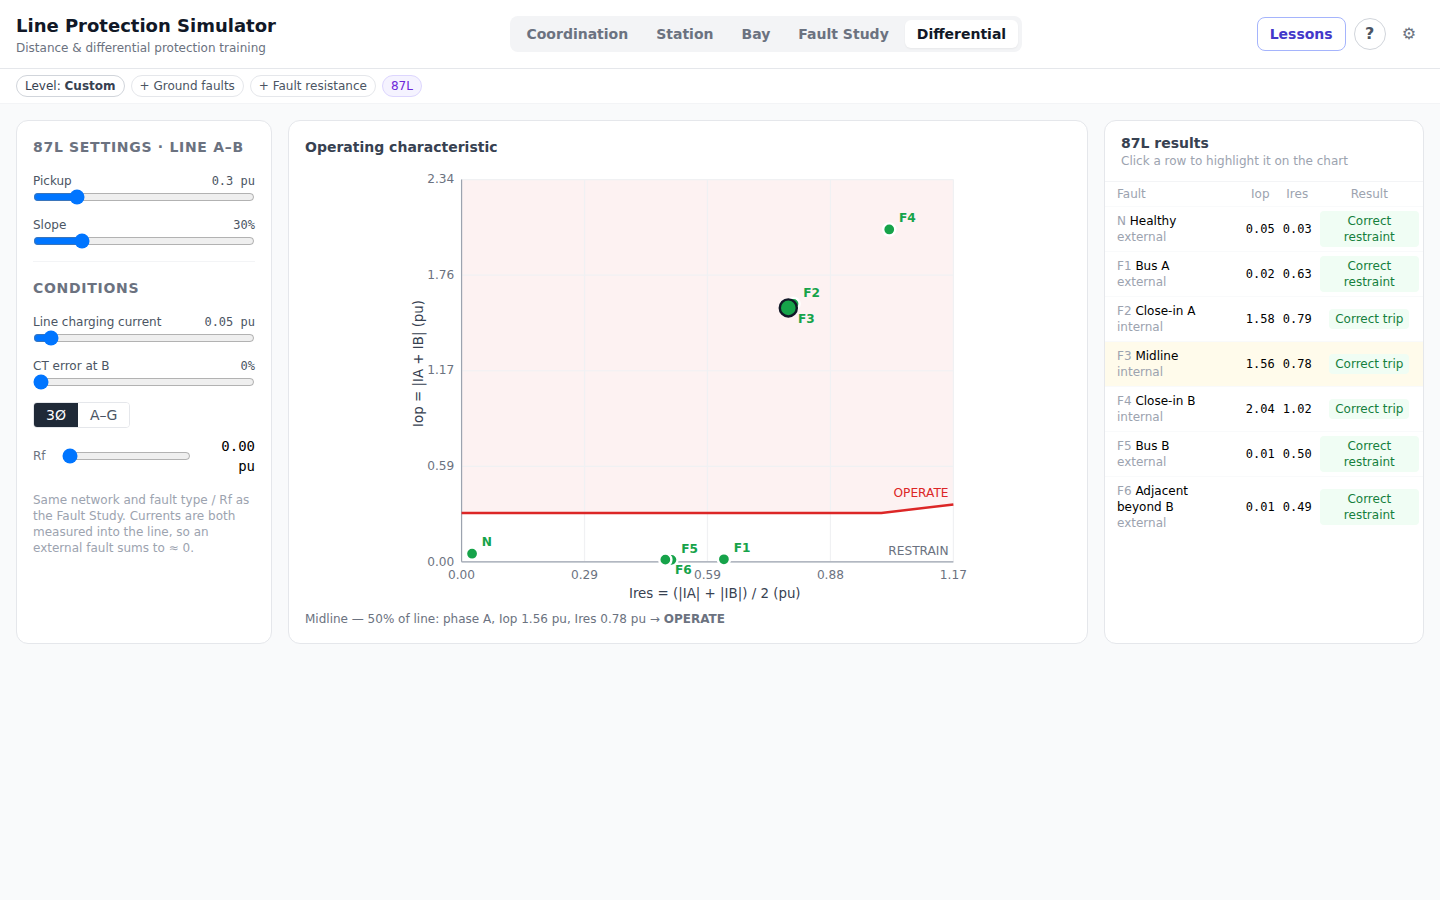 Line Protection Simulator
Distance & differential protection training
Coordination Station Bay Fault Study Differential
Lessons ? ⚙
Level: Custom + Ground faults + Fault resistance 87L
87L SETTINGS · LINE A–B
Pickup 0.3 pu
Slope 30%
CONDITIONS
Line charging current 0.05 pu
CT error at B 0%
3Ø A–G
Rf 0.00 pu
Same network and fault type / Rf as
the Fault Study. Currents are both
measured into the line, so an
external fault sums to ≈ 0.
Operating characteristic
2.34
1.76
1.17
0.59
0.00
Iop = |IA + IB| (pu)
F4
F2
F3
OPERATE
RESTRAIN
N
F5
F6
F1
0.00 0.29 0.59 0.88 1.17
Ires = (|IA| + |IB|) / 2 (pu)
Midline — 50% of line: phase A, Iop 1.56 pu, Ires 0.78 pu → OPERATE
87L results
Click a row to highlight it on the chart
Fault Iop Ires Result
N Healthy external 0.05 0.03 Correct restraint
F1 Bus A external 0.02 0.63 Correct restraint
F2 Close-in A internal 1.58 0.79 Correct trip
F3 Midline internal 1.56 0.78 Correct trip
F4 Close-in B internal 2.04 1.02 Correct trip
F5 Bus B external 0.01 0.50 Correct restraint
F6 Adjacent beyond B external 0.01 0.49 Correct restraint